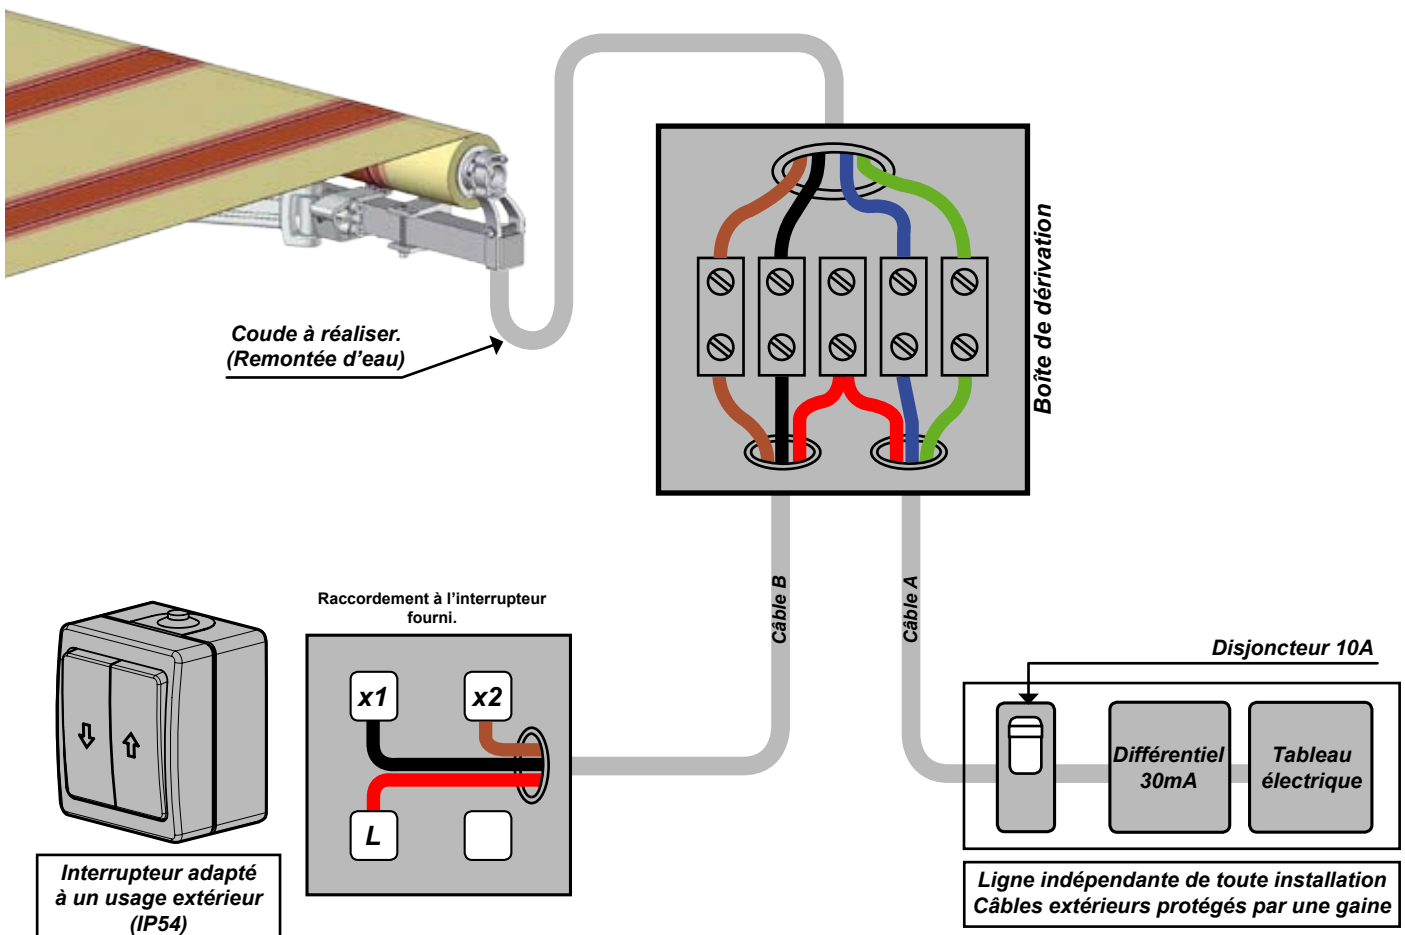 Coude à réaliser.
(Remontée d’eau)
Boîte de dérivation
Câble B
Câble A
Raccordement à l’interrupteur
fourni.
x1
x2
L
Interrupteur adapté
à un usage extérieur
(IP54)
Disjoncteur 10A
Différentiel
30mA
Tableau
électrique
Ligne indépendante de toute installation
Câbles extérieurs protégés par une gaine